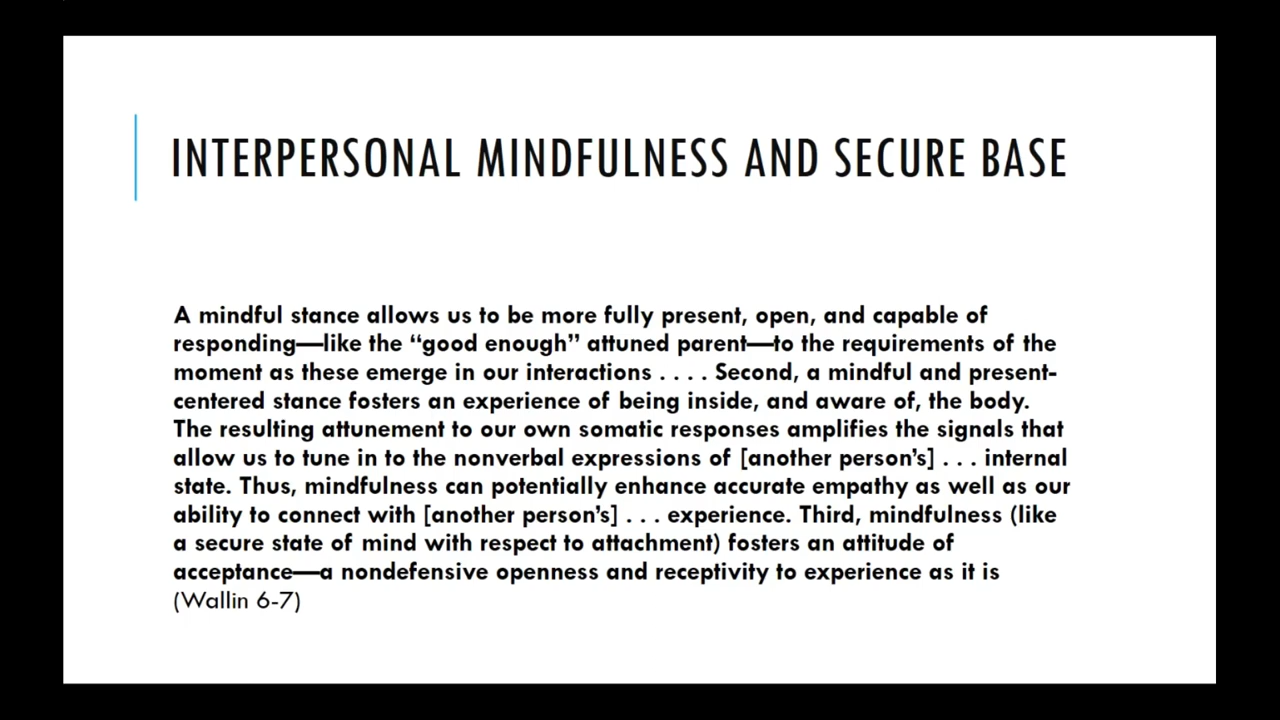 INTERPERSONAL MINDFULNESS AND SECURE BASE
A mindful stance allows us to be more fully present, open, and capable of
responding—like the “good enough” attuned parent—to the requirements of the
moment as these emerge in our interactions . . . . Second, a mindful and present-
centered stance fosters an experience of being inside, and aware of, the body.
The resulting attunement to our own somatic responses amplifies the signals that
allow us to tune in to the nonverbal expressions of [another person’s] . . . internal
state. Thus, mindfulness can potentially enhance accurate empathy as well as our
ability to connect with [another person’s] . . . experience. Third, mindfulness (like
a secure state of mind with respect to attachment) fosters an attitude of
acceptance—a nondefensive openness and receptivity to experience as it is
(Wallin 6-7)